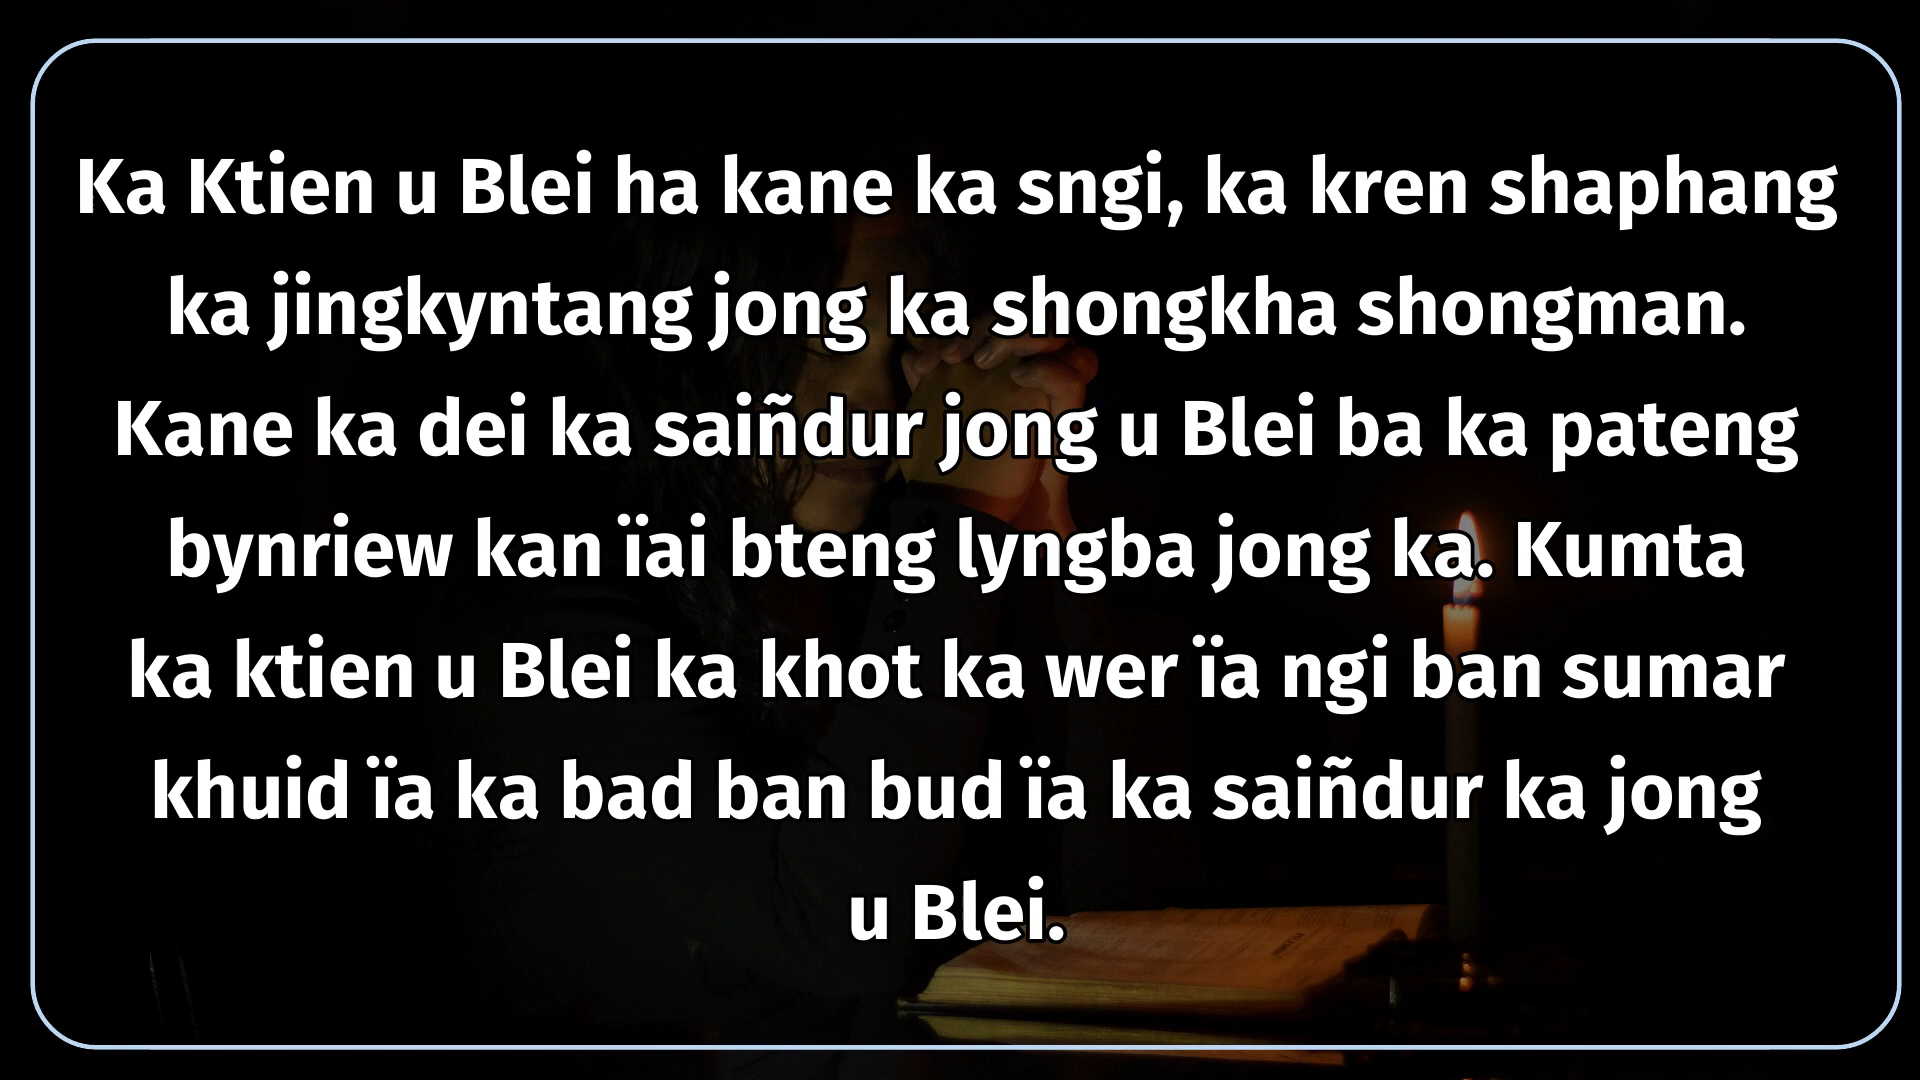 Ka Ktien u Blei ha kane ka sngi, ka kren shaphang
ka jingkyntang jong ka shongkha shongman.
Kane ka dei ka saiñdur jong u Blei ba ka pateng
bynriew kan ïai bteng lyngba jong ka. Kumta
ka ktien u Blei ka khot ka wer ïa ngi ban sumar
khuid ïa ka bad ban bud ïa ka saiñdur ka jong
u Blei.